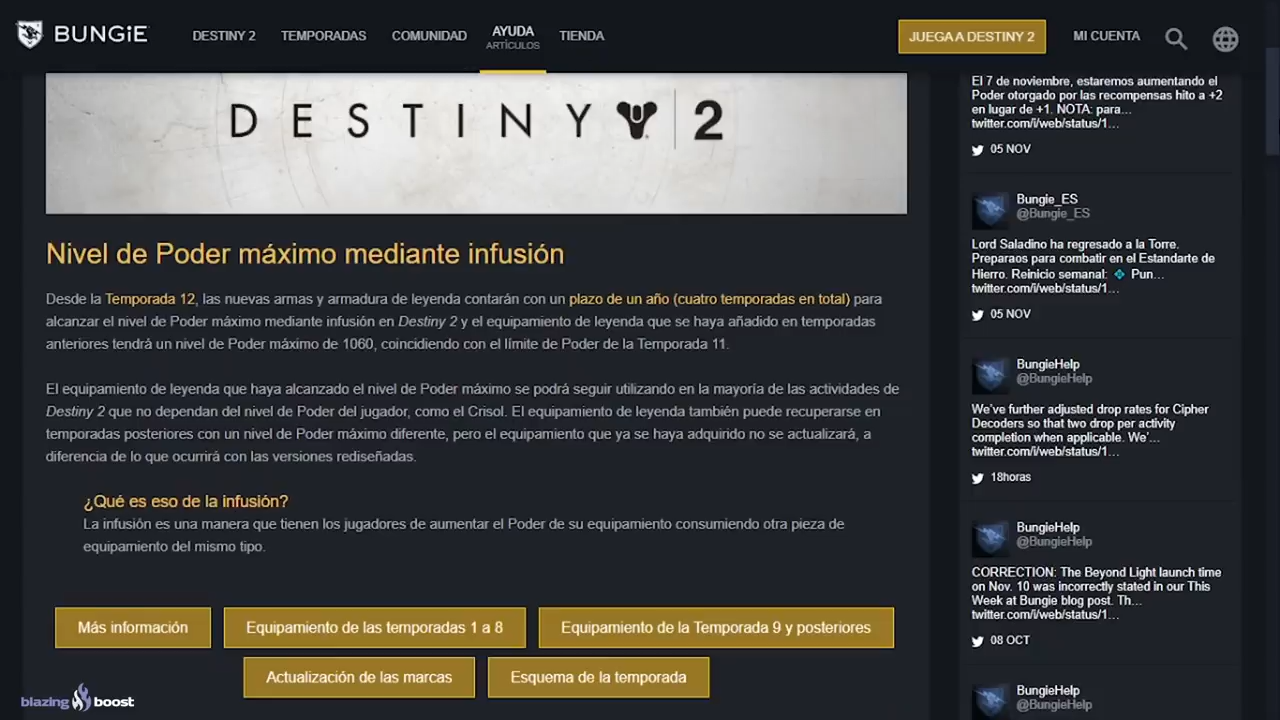 BUNGiE
DESTINY 2
TEMPORADAS
COMUNIDAD
AYUDA
ARTÍCULOS
TIENDA
JUEGA A DESTINY 2
MI CUENTA
DESTINY 2
Nivel de Poder máximo mediante infusión
Desde la Temporada 12, las nuevas armas y armadura de leyenda contarán con un plazo de un año (cuatro temporadas en total) para
alcanzar el nivel de Poder máximo mediante infusión en Destiny 2 y el equipamiento de leyenda que se haya añadido en temporadas
anteriores tendrá un nivel de Poder máximo de 1060, coincidiendo con el límite de Poder de la Temporada 11.
El equipamiento de leyenda que haya alcanzado el nivel de Poder máximo se podrá seguir utilizando en la mayoría de las actividades de
Destiny 2 que no dependan del nivel de Poder del jugador, como el Crisol. El equipamiento de leyenda también puede recuperarse en
temporadas posteriores con un nivel de Poder máximo diferente, pero el equipamiento que ya se haya adquirido no se actualizará, a
diferencia de lo que ocurrirá con las versiones rediseñadas.
¿Qué es eso de la infusión?
La infusión es una manera que tienen los jugadores de aumentar el Poder de su equipamiento consumiendo otra pieza de
equipamiento del mismo tipo.
Más información
Equipamiento de las temporadas 1 a 8
Equipamiento de la Temporada 9 y posteriores
Actualización de las marcas
Esquema de la temporada
El 7 de noviembre, estaremos aumentando el
Poder otorgado por las recompensas hito a +2
en lugar de +1. NOTA: para...
twitter.com/i/web/status/1...
05 NOV
Bungie_ES
@Bungie_ES
Lord Saladino ha regresado a la Torre.
Preparaos para combatir en el Estandarte de
Hierro. Reinicio semanal: 💠 Pun...
twitter.com/i/web/status/1...
05 NOV
BungieHelp
@BungieHelp
We've further adjusted drop rates for Cipher
Decoders so that two drop per activity
completion when applicable. We'...
twitter.com/i/web/status/1...
18horas
BungieHelp
@BungieHelp
CORRECTION: The Beyond Light launch time
on Nov. 10 was incorrectly stated in our This
Week at Bungie blog post. Th...
twitter.com/i/web/status/1...
08 OCT
BungieHelp
@BungieHelp
blazing boost